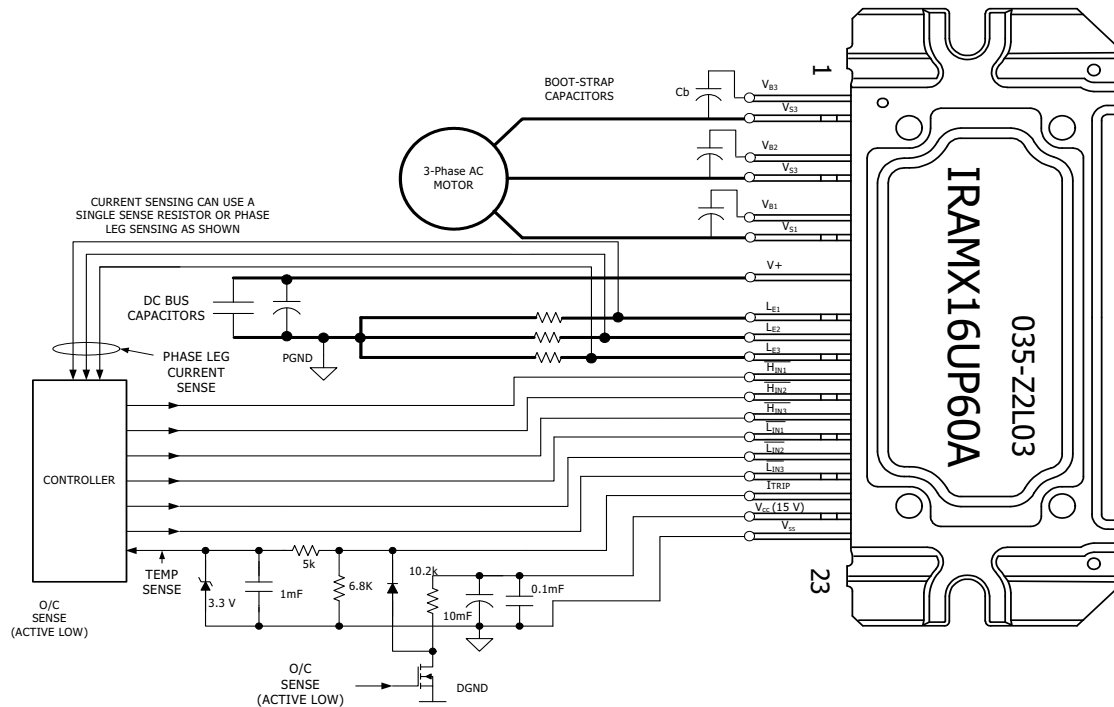 BOOT-STRAP
CAPACITORS
Cb
1
VB3
VS3
VB2
VS3
VB1
VS1
3-Phase AC
MOTOR
CURRENT SENSING CAN USE A
SINGLE SENSE RESISTOR OR PHASE
LEG SENSING AS SHOWN
V+
DC BUS
CAPACITORS
LE1
LE2
LE3
PGND
PHASE LEG
CURRENT
SENSE
HIN1
HIN2
HIN3
LIN1
LIN2
LIN3
ITRIP
VCC (15 V)
Vss
CONTROLLER
IRAMX16UP60A
035-Z2L03
23
TEMP
SENSE
5k
3.3 V
1mF
6.8K
10.2k
10mF
0.1mF
O/C
SENSE
(ACTIVE LOW)
O/C
SENSE
(ACTIVE LOW)
DGND